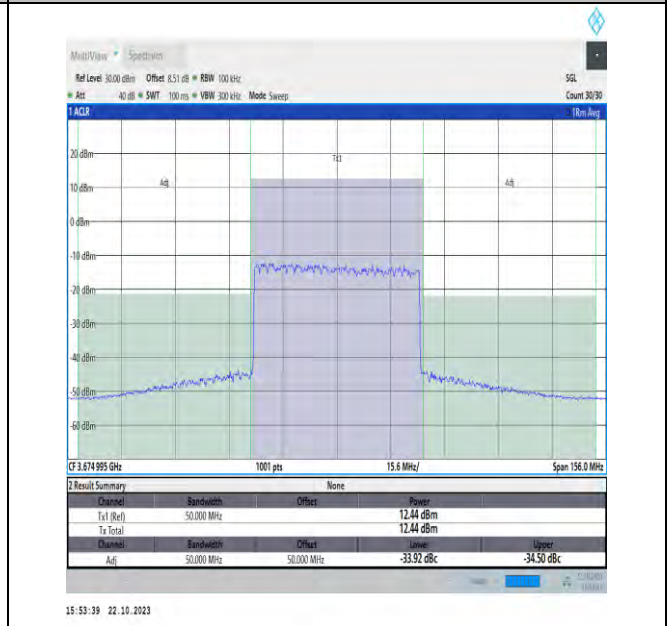 MultiView Spectrum
Ref Level 30.00 dBm Offset 8.51 dB RBW 100 kHz SGL
Att 40 dB SWT 100 ms VBW 300 kHz Mode Sweep Count 30/30
1 ACLR 1Rm Avg
Tx1
20 dBm
Adj Adj
10 dBm
0 dBm
-10 dBm
-20 dBm
-30 dBm
-40 dBm
-50 dBm
-60 dBm
CF 3.674 995 GHz 1001 pts 15.6 MHz/ Span 156.0 MHz
2 Result Summary None
Channel Bandwidth Offset Power
Tx1 (Ref) 50.000 MHz 12.44 dBm
Tx Total 12.44 dBm
Channel Bandwidth Offset Lower Upper
Adj 50.000 MHz 50.000 MHz -33.92 dBc -34.50 dBc
15:53:39 22.10.2023